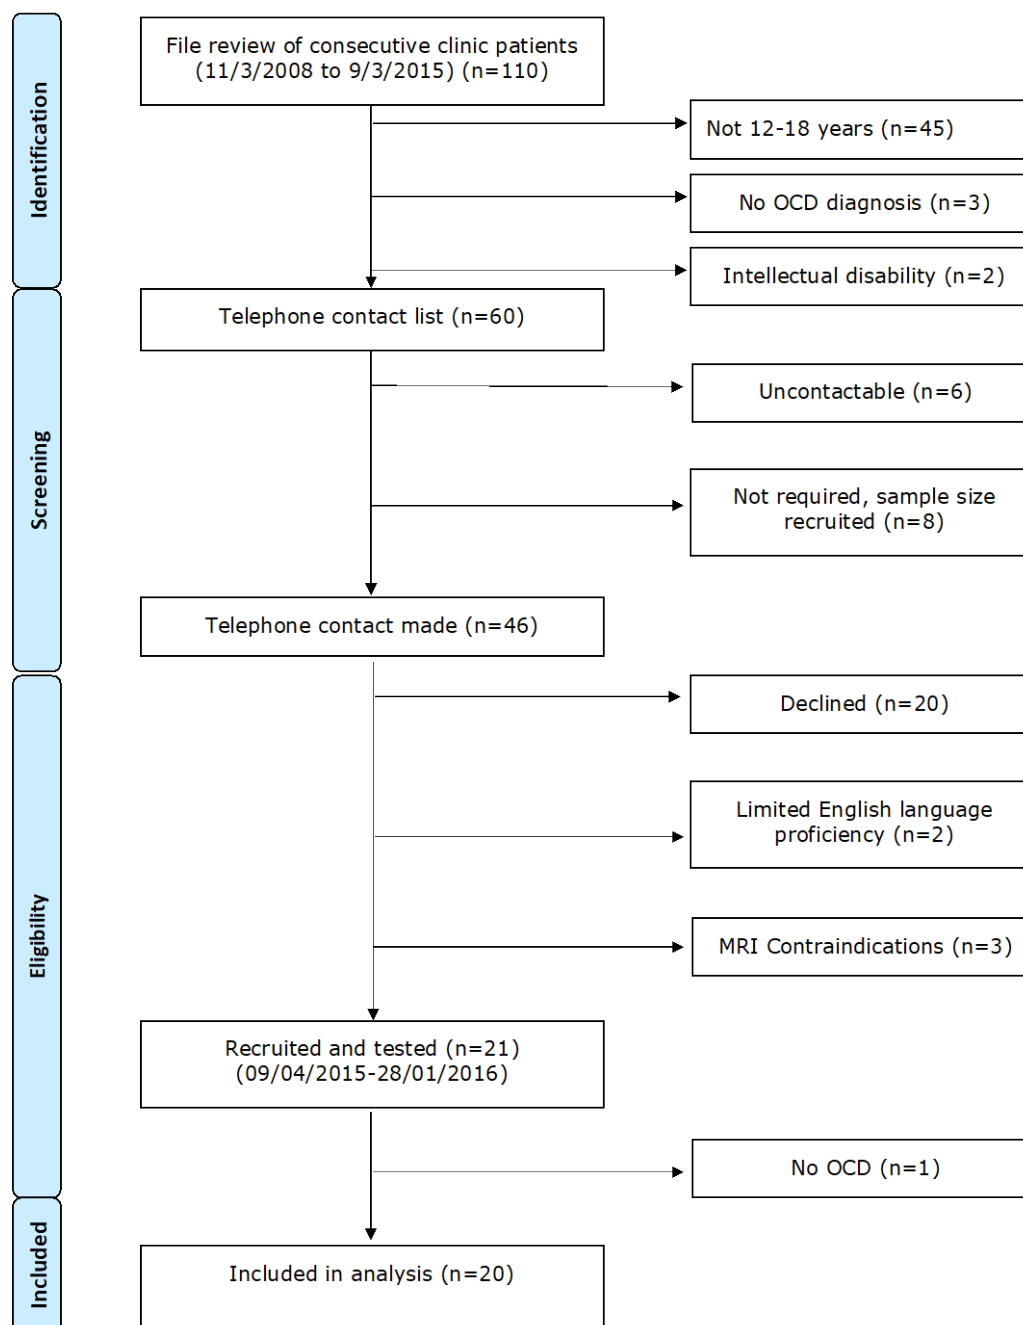 Identification
File review of consecutive clinic patients
(11/3/2008 to 9/3/2015) (n=110)
Not 12-18 years (n=45)
No OCD diagnosis (n=3)
Intellectual disability (n=2)
Screening
Telephone contact list (n=60)
Uncontactable (n=6)
Not required, sample size
recruited (n=8)
Telephone contact made (n=46)
Eligibility
Declined (n=20)
Limited English language
proficiency (n=2)
MRI Contraindications (n=3)
Recruited and tested (n=21)
(09/04/2015-28/01/2016)
No OCD (n=1)
Included
Included in analysis (n=20)